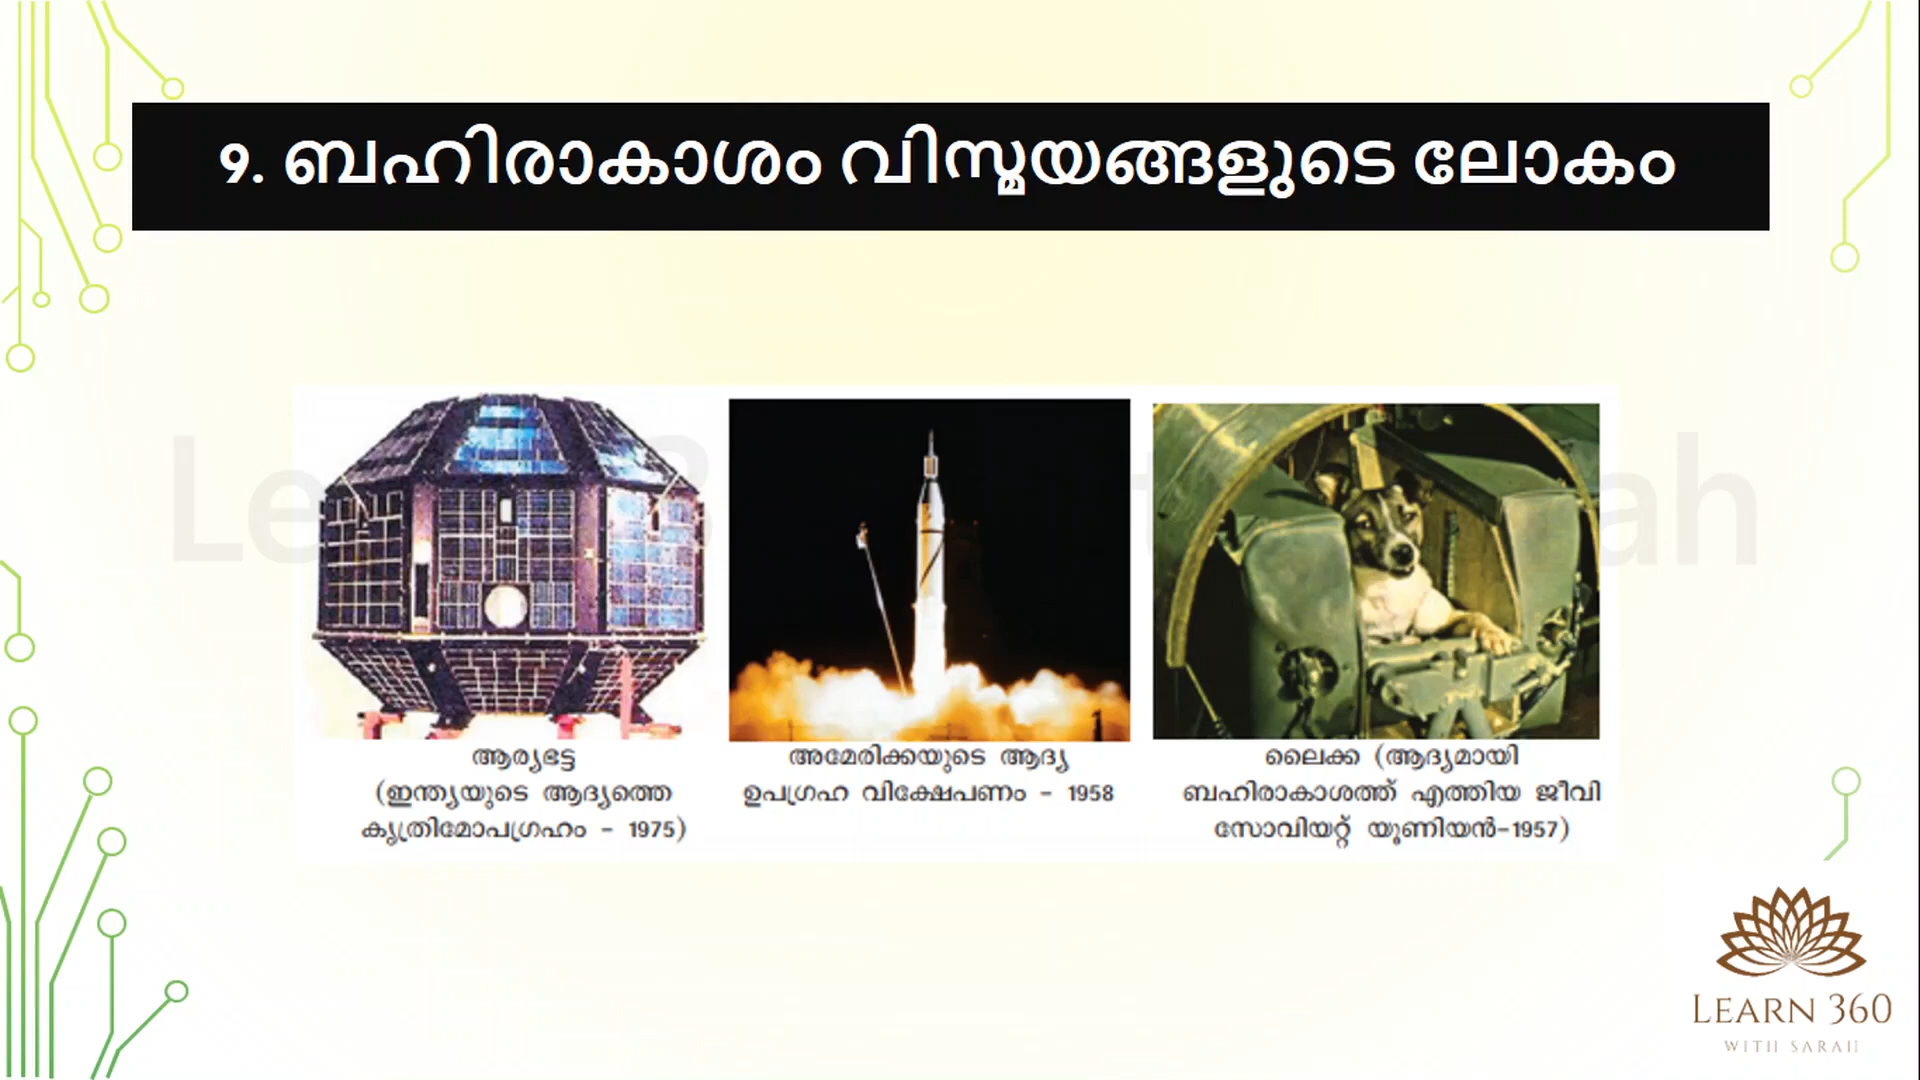 9. ബഹിരാകാശം വിസ്മയങ്ങളുടെ ലോകം
ആര്യഭട്ട
(ഇന്ത്യയുടെ ആദ്യത്തെ
കൃത്രിമോപഗ്രഹം - 1975)
അമേരിക്കയുടെ ആദ്യ
ഉപഗ്രഹ വിക്ഷേപണം - 1958
ലൈക്ക (ആദ്യമായി
ബഹിരാകാശത്ത് എത്തിയ ജീവി
സോവിയറ്റ് യൂണിയൻ-1957)
LEARN 360
WITH SARAH